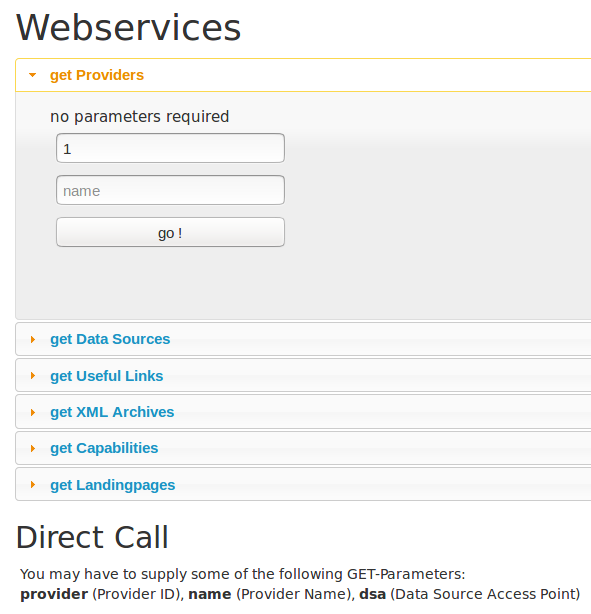 Webservices
get Providers
no parameters required
1
name
go !
get Data Sources
get Useful Links
get XML Archives
get Capabilities
get Landingpages
Direct Call
You may have to supply some of the following GET-Parameters:
provider (Provider ID), name (Provider Name), dsa (Data Source Access Point)